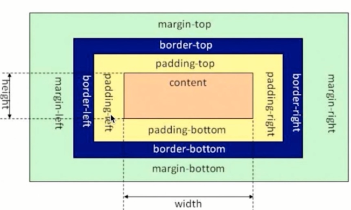 margin-top
border-top
padding-top
content
height
margin-left
border-left
padding-left
padding-right
border-right
margin-right
padding-bottom
border-bottom
margin-bottom
width